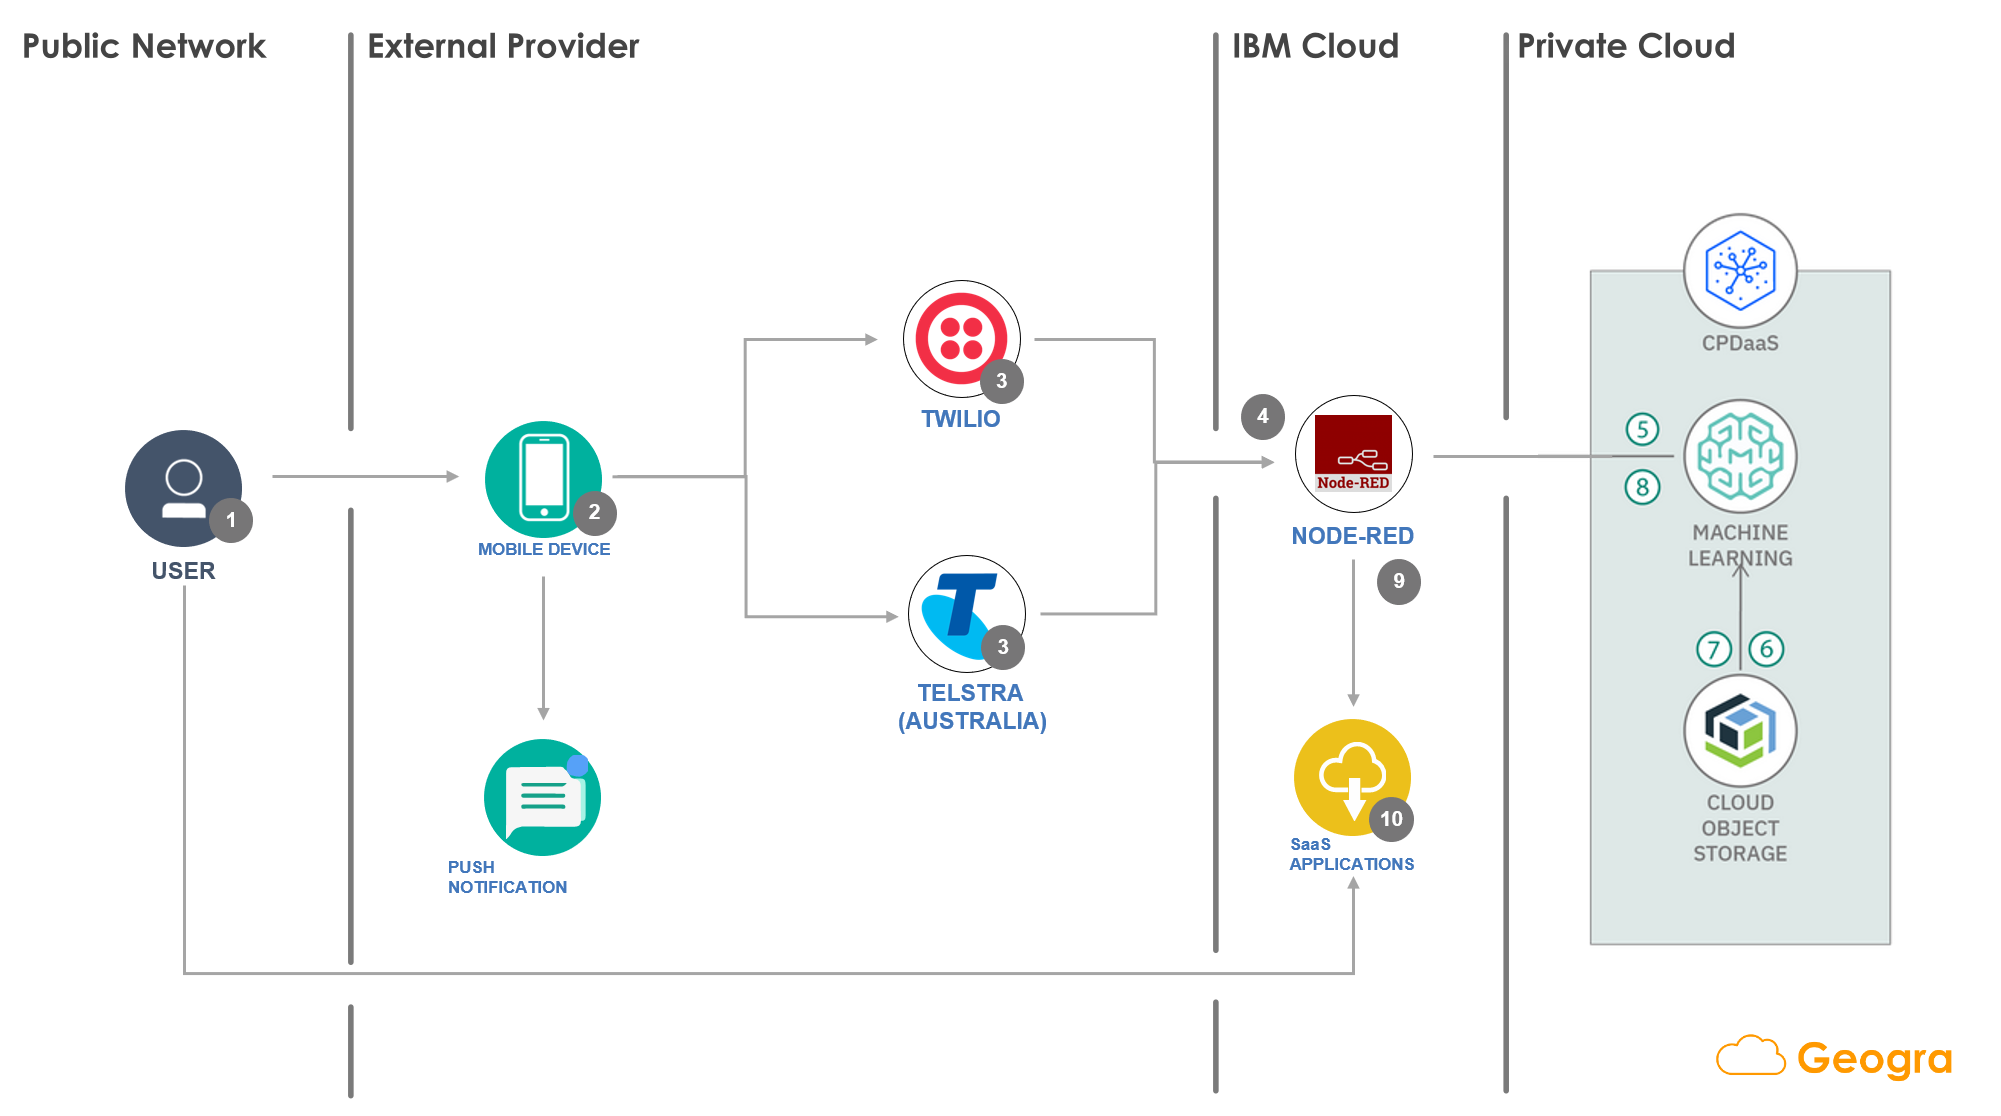 Public Network
External Provider
IBM Cloud
Private Cloud
CPDaaS
3
TWILIO
4
Node-RED
NODE-RED
5
8
MACHINE
LEARNING
1
USER
2
MOBILE DEVICE
9
3
TELSTRA
(AUSTRALIA)
7
6
PUSH
NOTIFICATION
10
SaaS
APPLICATIONS
CLOUD
OBJECT
STORAGE
Geogra